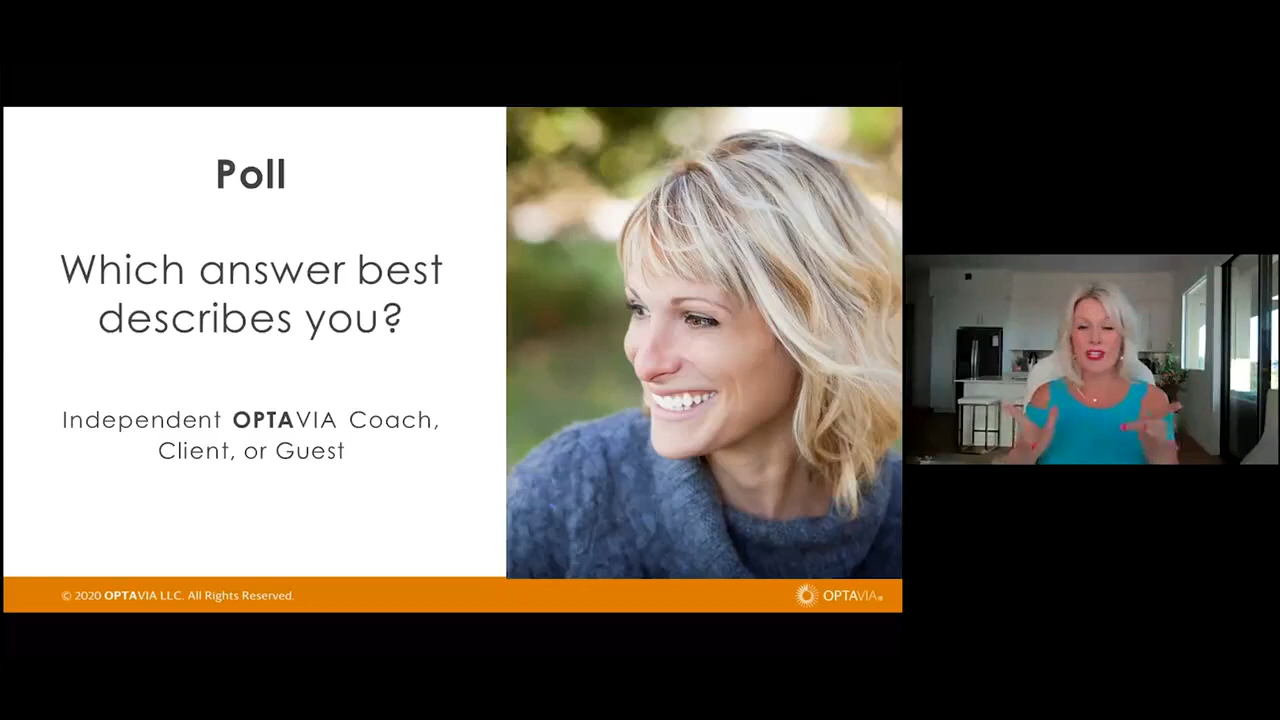 Poll
Which answer best
describes you?
Independent OPTAVIA Coach,
Client, or Guest
© 2020 OPTAVIA LLC. All Rights Reserved.
OPTAVIA®